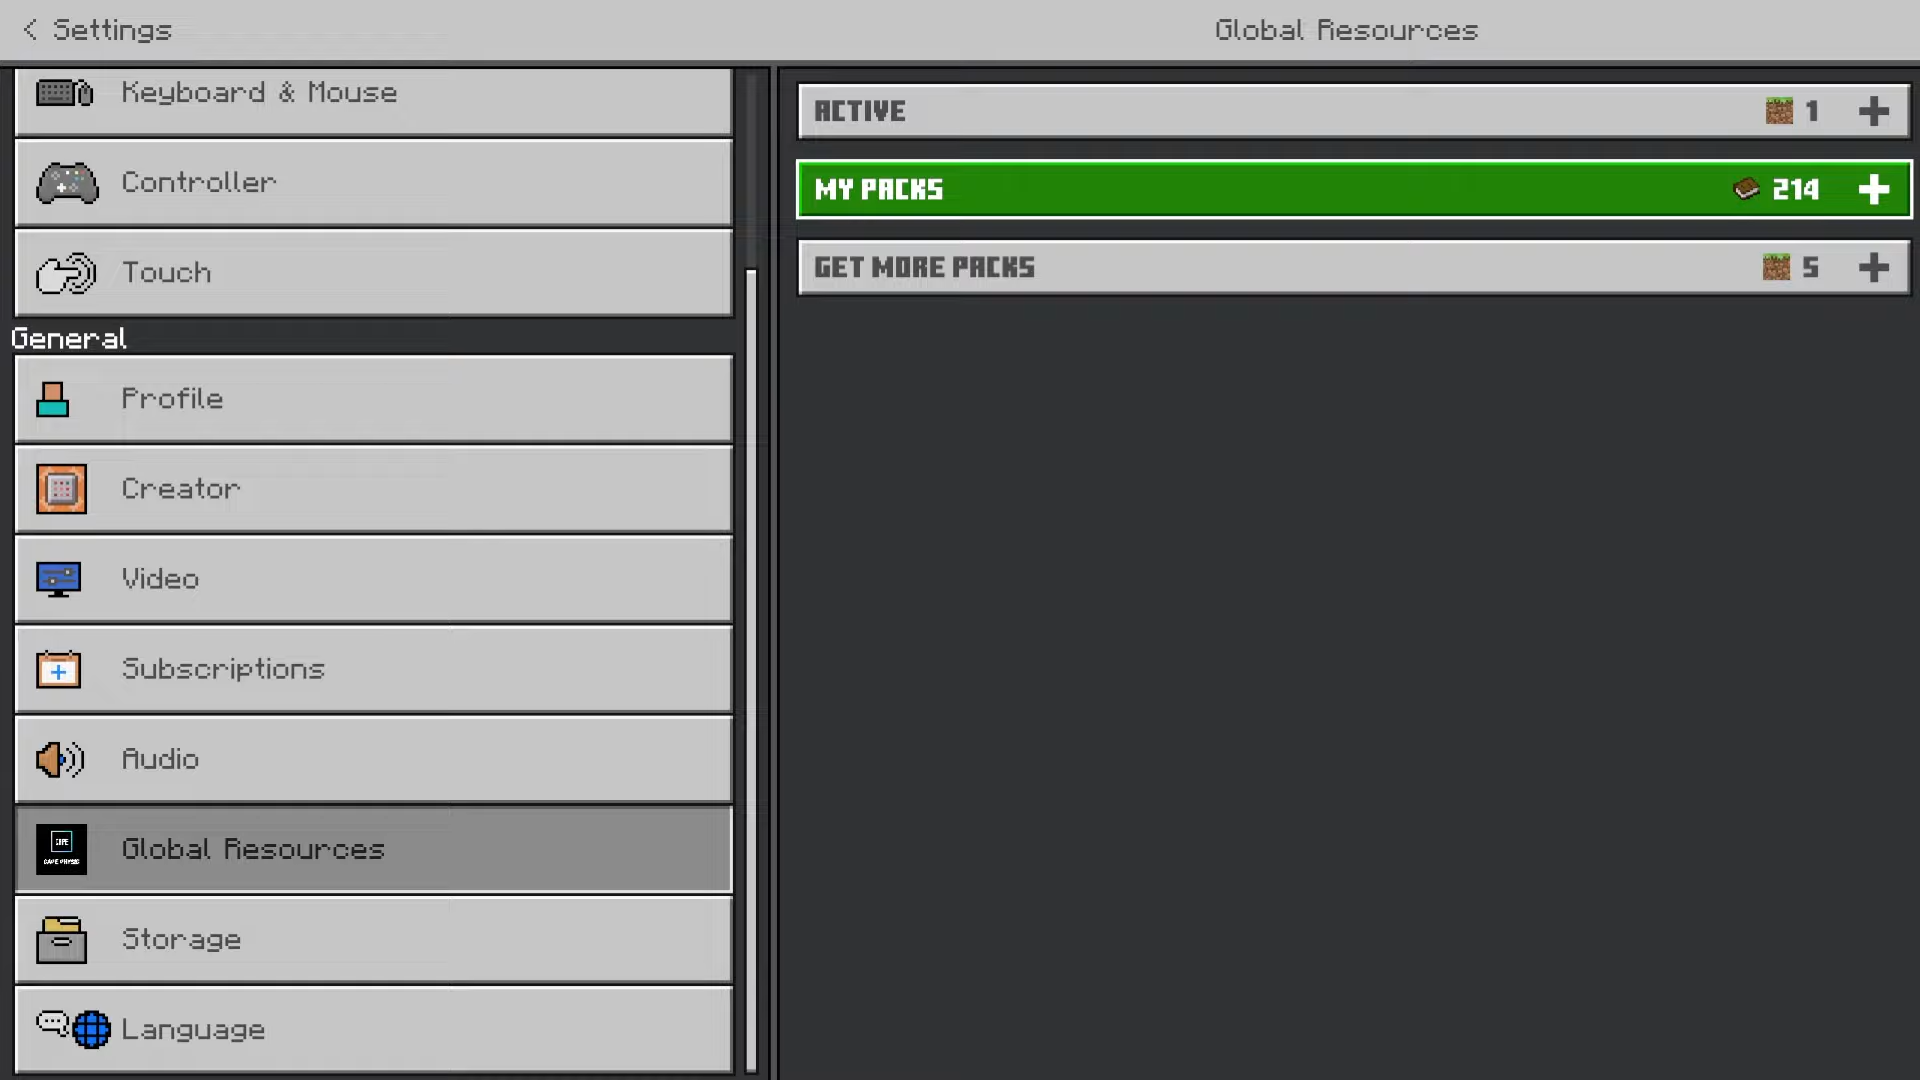 Settings
Global Resources
Keyboard & Mouse
Controller
Touch
General
Profile
Creator
Video
Subscriptions
Audio
Global Resources
Storage
Language
ACTIVE 1
MY PACKS 214
GET MORE PACKS 5